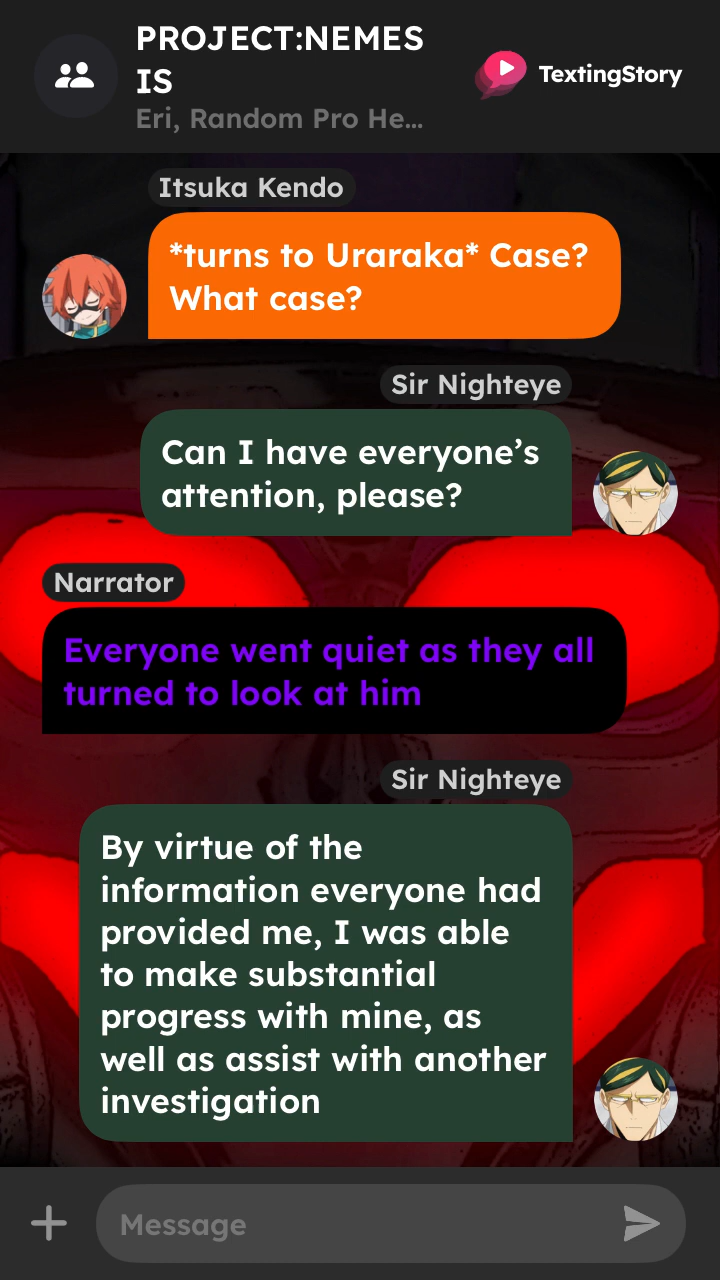 PROJECT:NEMES
IS
Eri, Random Pro He...
TextingStory
Itsuka Kendo
*turns to Uraraka* Case?
What case?
Sir Nighteye
Can I have everyone’s
attention, please?
Narrator
Everyone went quiet as they all
turned to look at him
Sir Nighteye
By virtue of the
information everyone had
provided me, I was able
to make substantial
progress with mine, as
well as assist with another
investigation
Message